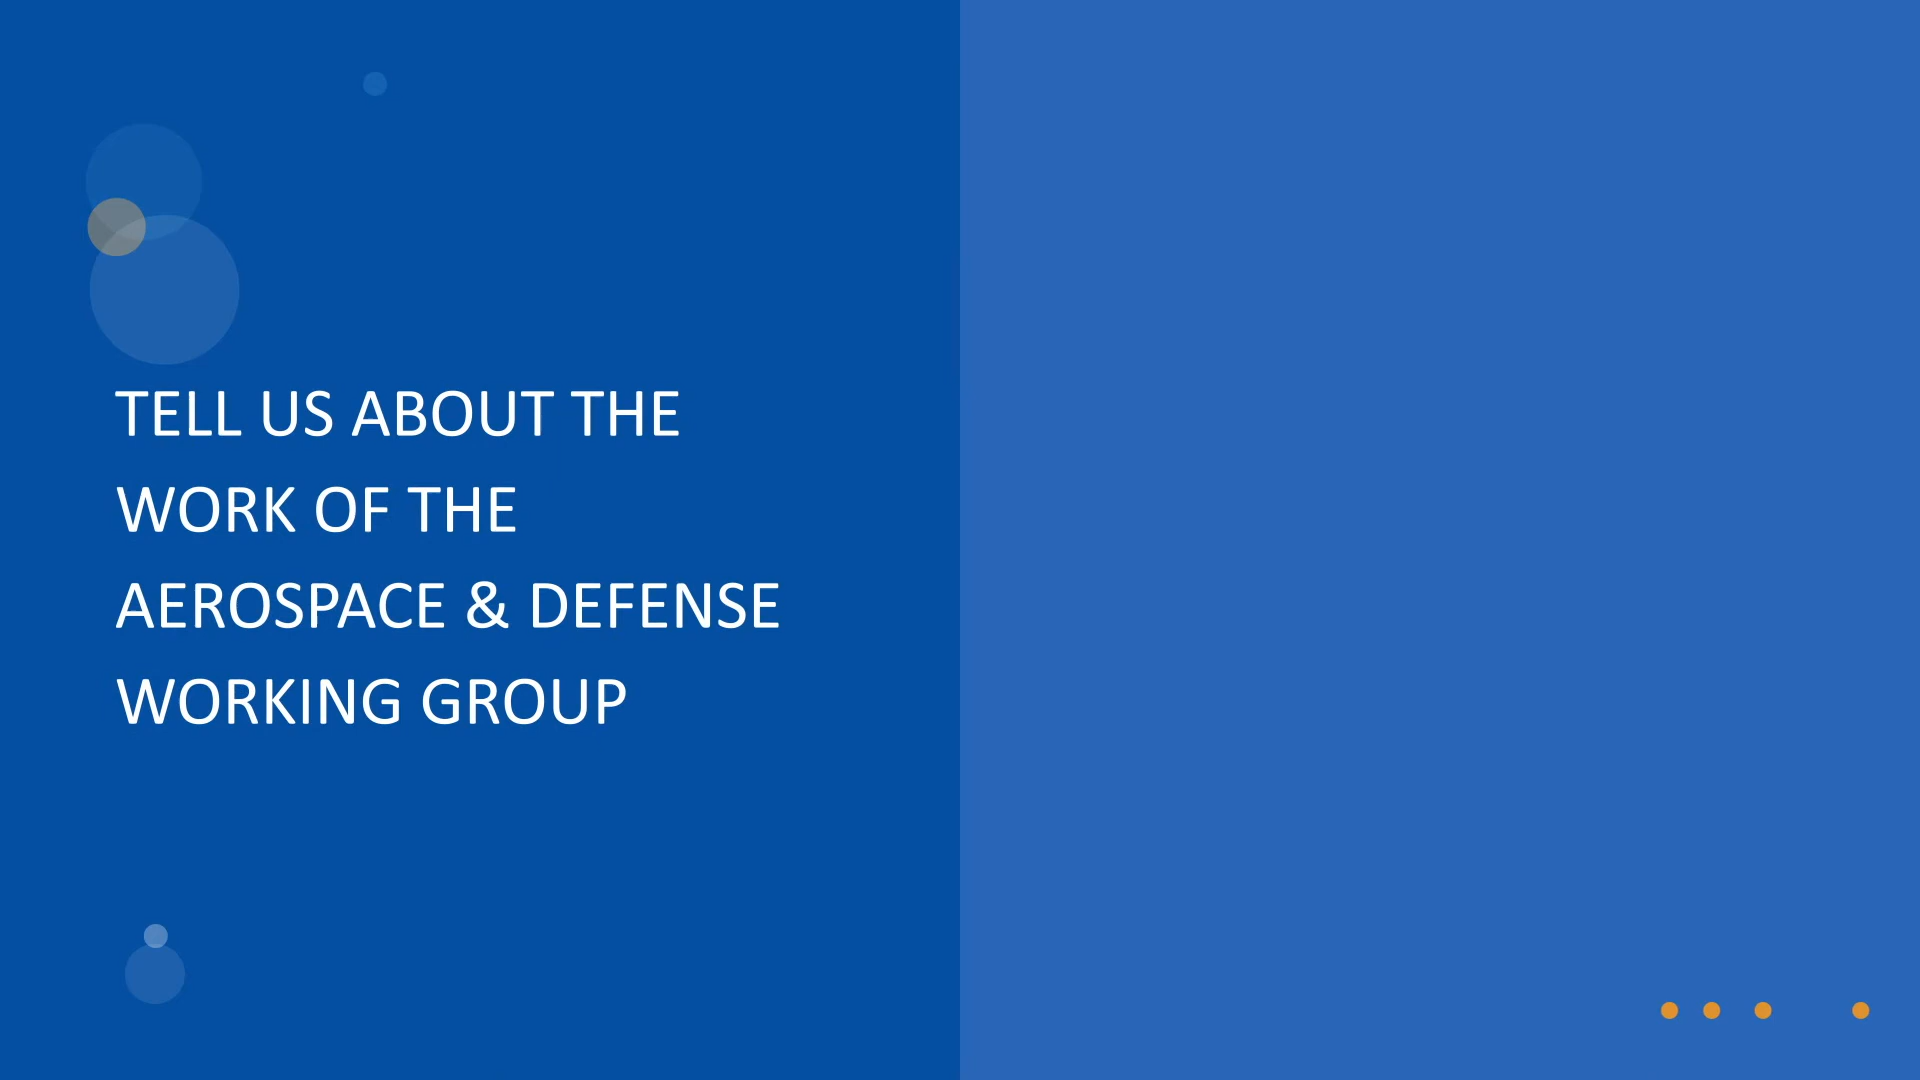 TELL US ABOUT THE
WORK OF THE
AEROSPACE & DEFENSE
WORKING GROUP